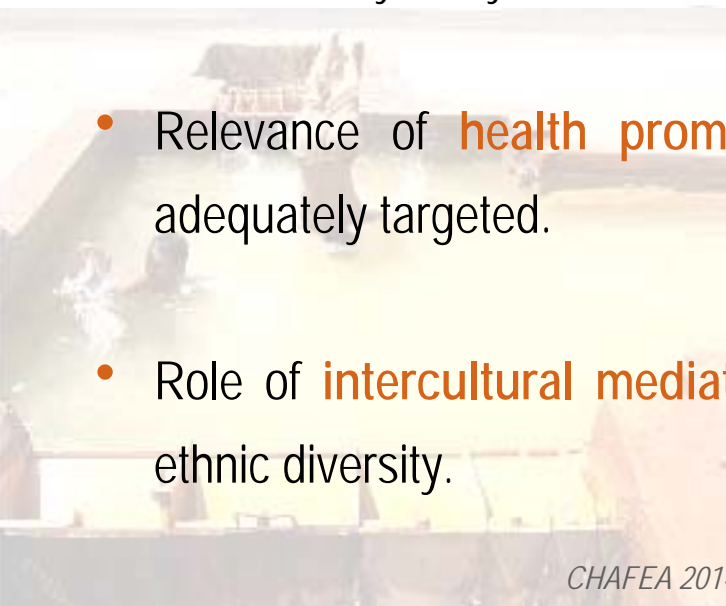 • Relevance of health prom
adequately targeted.
• Role of intercultural media
ethnic diversity.
CHAFEA 201